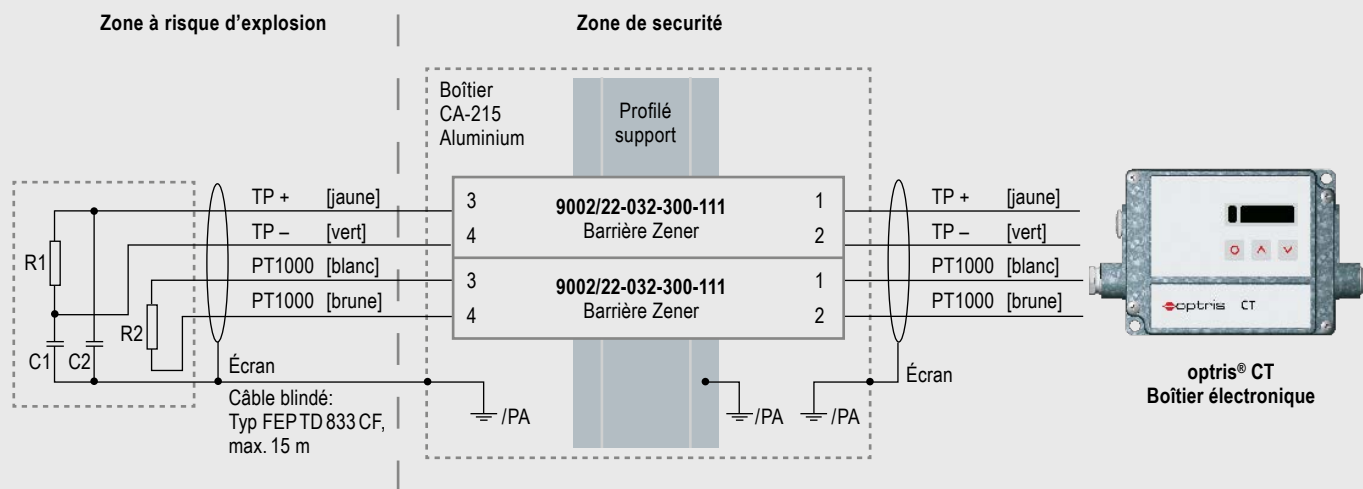 Zone à risque d’explosion
Zone de securité
Boîtier
CA-215
Aluminium
Profilé
support
TP + [jaune]
TP – [vert]
PT1000 [blanc]
PT1000 [brune]
3
4
3
4
9002/22-032-300-111
Barrière Zener
9002/22-032-300-111
Barrière Zener
1
2
1
2
TP + [jaune]
TP – [vert]
PT1000 [blanc]
PT1000 [brune]
R1
R2
C1
C2
Écran
Câble blindé:
Typ FEP TD 833 CF,
max. 15 m
/PA
/PA
/PA
Écran
optris CT
optris® CT
Boîtier électronique